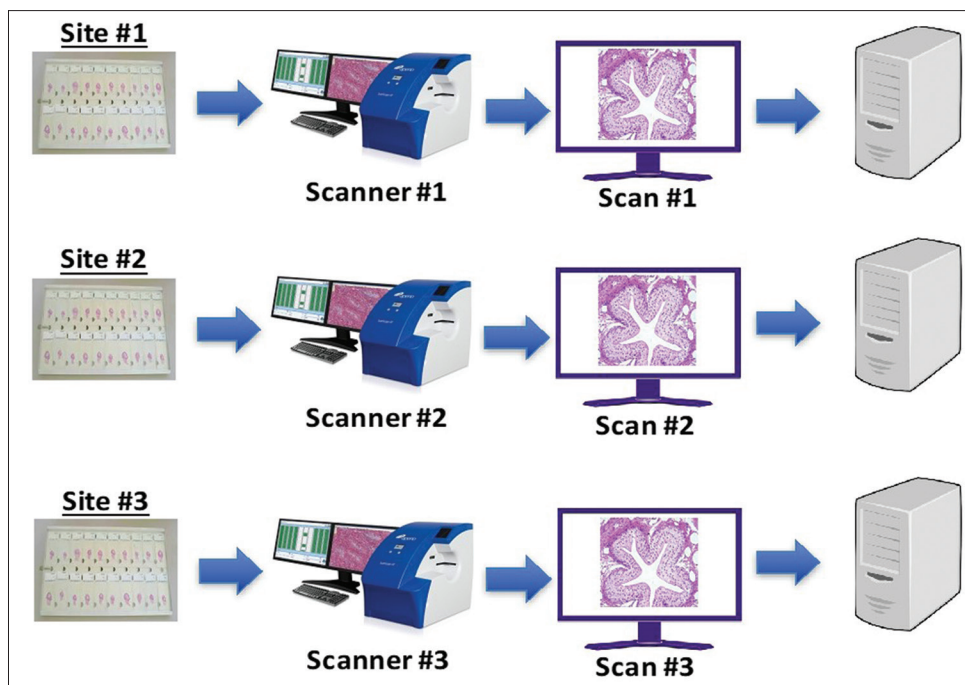 Site #1
Scanner #1
Scan #1
Site #2
Scanner #2
Scan #2
Site #3
Scanner #3
Scan #3